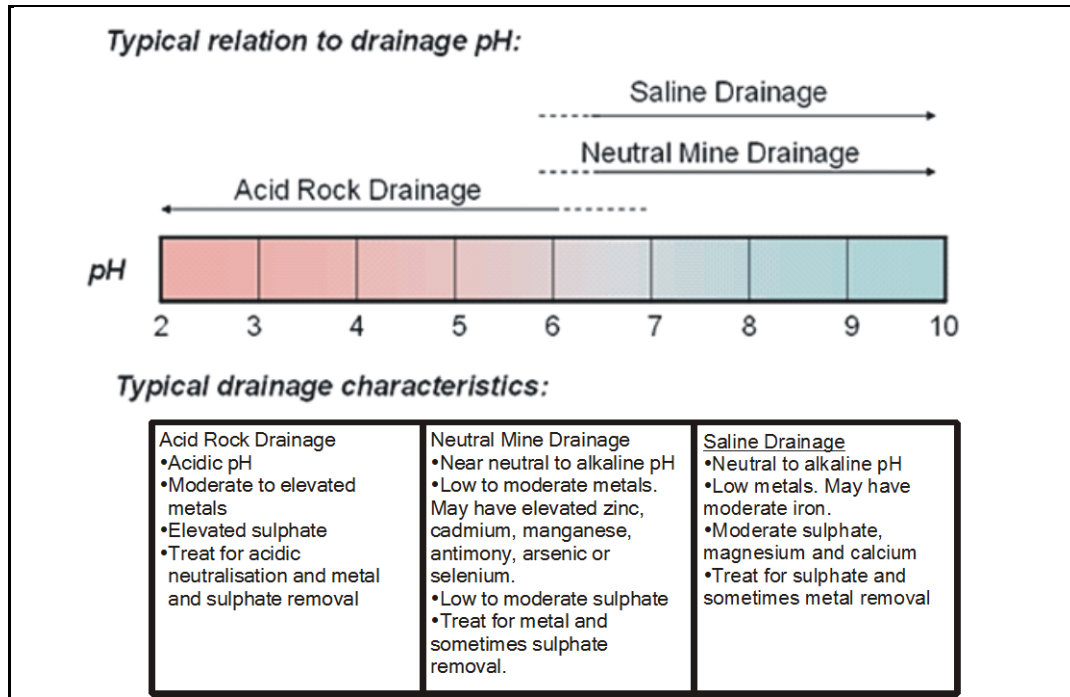 Typical relation to drainage pH:
Saline Drainage
Neutral Mine Drainage
Acid Rock Drainage
pH
2 3 4 5 6 7 8 9 10
Typical drainage characteristics:
Acid Rock Drainage
•Acidic pH
•Moderate to elevated
metals
•Elevated sulphate
•Treat for acidic
neutralisation and metal
and sulphate removal
Neutral Mine Drainage
•Near neutral to alkaline pH
•Low to moderate metals.
May have elevated zinc,
cadmium, manganese,
antimony, arsenic or
selenium.
•Low to moderate sulphate
•Treat for metal and
sometimes sulphate
removal.
Saline Drainage
•Neutral to alkaline pH
•Low metals. May have
moderate iron.
•Moderate sulphate,
magnesium and calcium
•Treat for sulphate and
sometimes metal removal